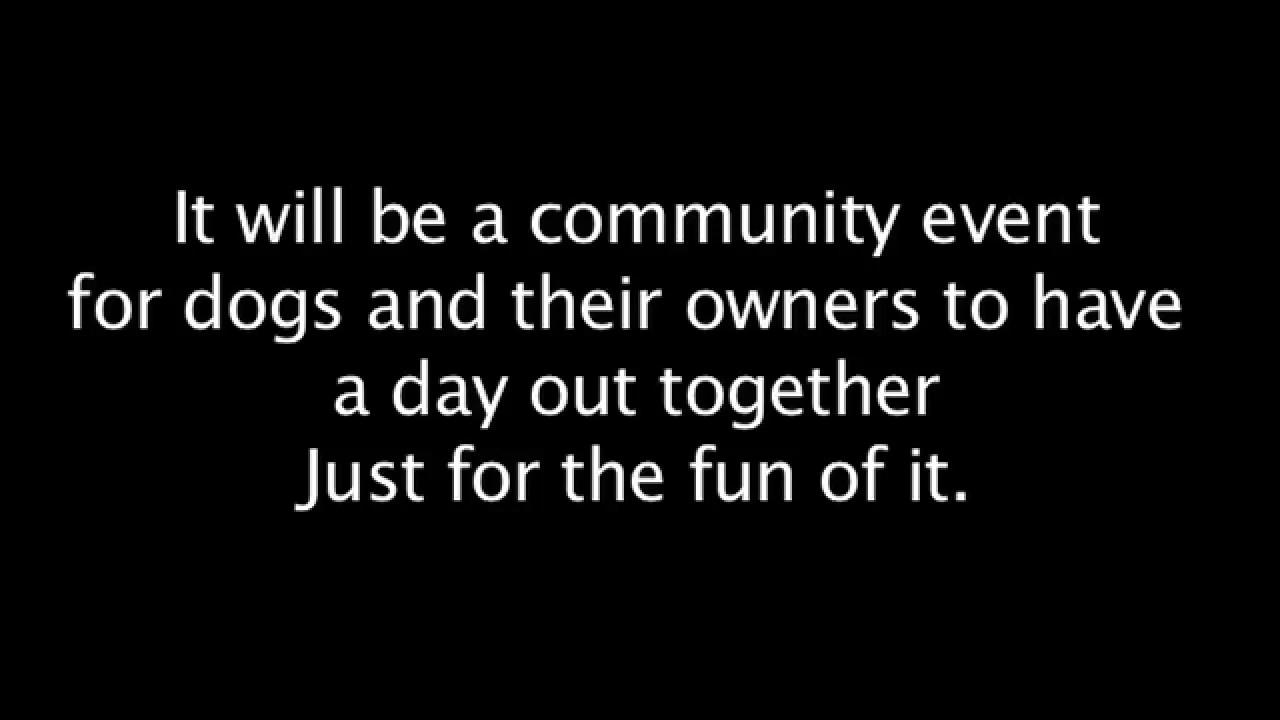 It will be a community event
for dogs and their owners to have
a day out together
Just for the fun of it.